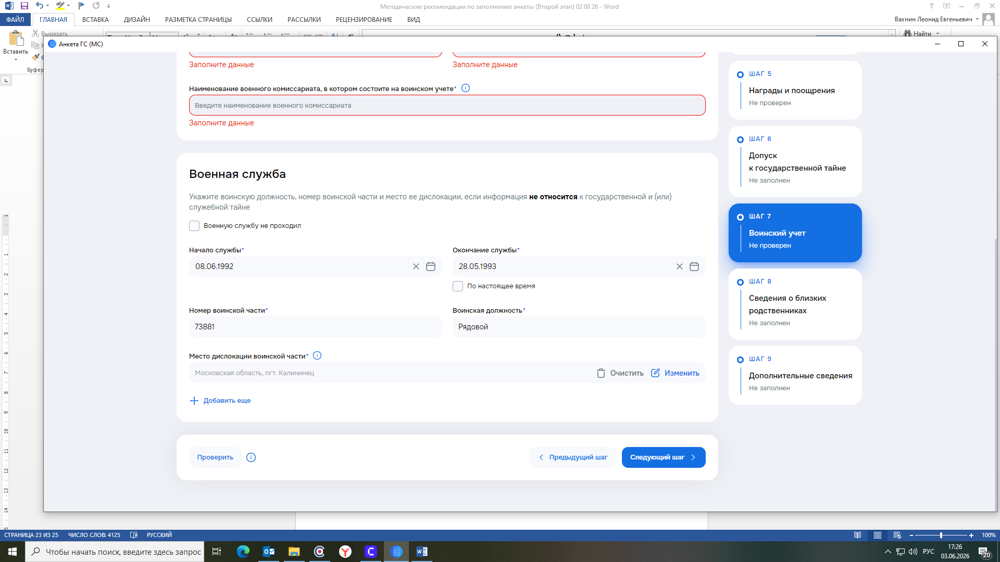 Методические рекомендации по заполнению анкеты (Второй этап) 02 06 26 - Word
ФАЙЛ ГЛАВНАЯ ВСТАВКА ДИЗАЙН РАЗМЕТКА СТРАНИЦЫ ССЫЛКИ РАССЫЛКИ РЕЦЕНЗИРОВАНИЕ ВИД
Вахнин Леонид Евгеньевич
Вставить
Вырезать
Буфер
Найти
Анкета ГС (МС)
Заполните данные
Заполните данные
Наименование военного комиссариата, в котором состоите на воинском учете*
Введите наименование военного комиссариата
Заполните данные
Военная служба
Укажите воинскую должность, номер воинской части и место ее дислокации, если информация не относится к государственной и (или)
служебной тайне
Военную службу не проходил
Начало службы*
08.06.1992
Окончание службы*
28.05.1993
По настоящее время
Номер воинской части*
73881
Воинская должность*
Рядовой
Место дислокации воинской части*
Московская область, пгт. Калининец
Очистить
Изменить
Добавить еще
Проверить
Предыдущий шаг
Следующий шаг
ШАГ 5
Награды и поощрения
Не проверен
ШАГ 6
Допуск
к государственной тайне
Не заполнен
ШАГ 7
Воинский учет
Не проверен
ШАГ 8
Сведения о близких
родственниках
Не заполнен
ШАГ 9
Дополнительные сведения
Не заполнен
СТРАНИЦА 23 ИЗ 25 ЧИСЛО СЛОВ: 4125 РУССКИЙ
100%
Чтобы начать поиск, введите здесь запрос
РУС
17:26
03.06.2026
20